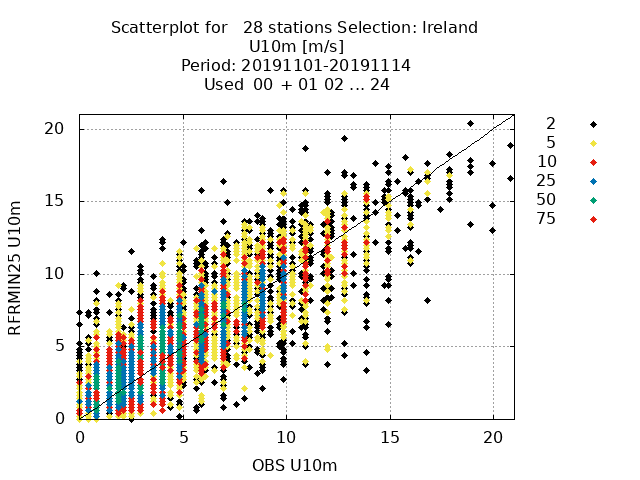 Scatterplot for 28 stations Selection: Ireland
U10m [m/s]
Period: 20191101-20191114
Used 00 + 01 02 ... 24
RFRMIN25 U10m
20
15
10
5
0
0 5 10 15 20
OBS U10m
2
5
10
25
50
75